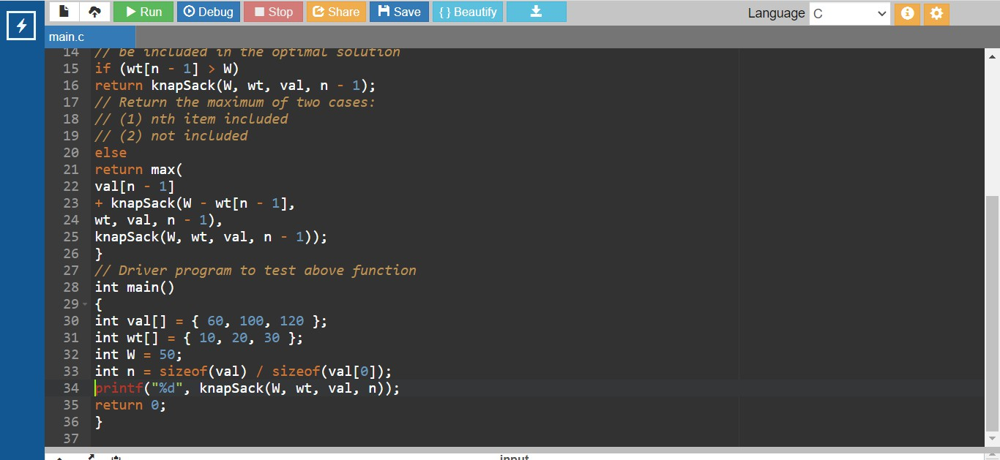 Run Debug Stop Share Save { } Beautify Language C
main.c
14 // be included in the optimal solution
15 if (wt[n - 1] > W)
16 return knapSack(W, wt, val, n - 1);
17 // Return the maximum of two cases:
18 // (1) nth item included
19 // (2) not included
20 else
21 return max(
22 val[n - 1]
23 + knapSack(W - wt[n - 1],
24 wt, val, n - 1),
25 knapSack(W, wt, val, n - 1));
26 }
27 // Driver program to test above function
28 int main()
29 {
30 int val[] = { 60, 100, 120 };
31 int wt[] = { 10, 20, 30 };
32 int W = 50;
33 int n = sizeof(val) / sizeof(val[0]);
34 printf("%d", knapSack(W, wt, val, n));
35 return 0;
36 }
37
input